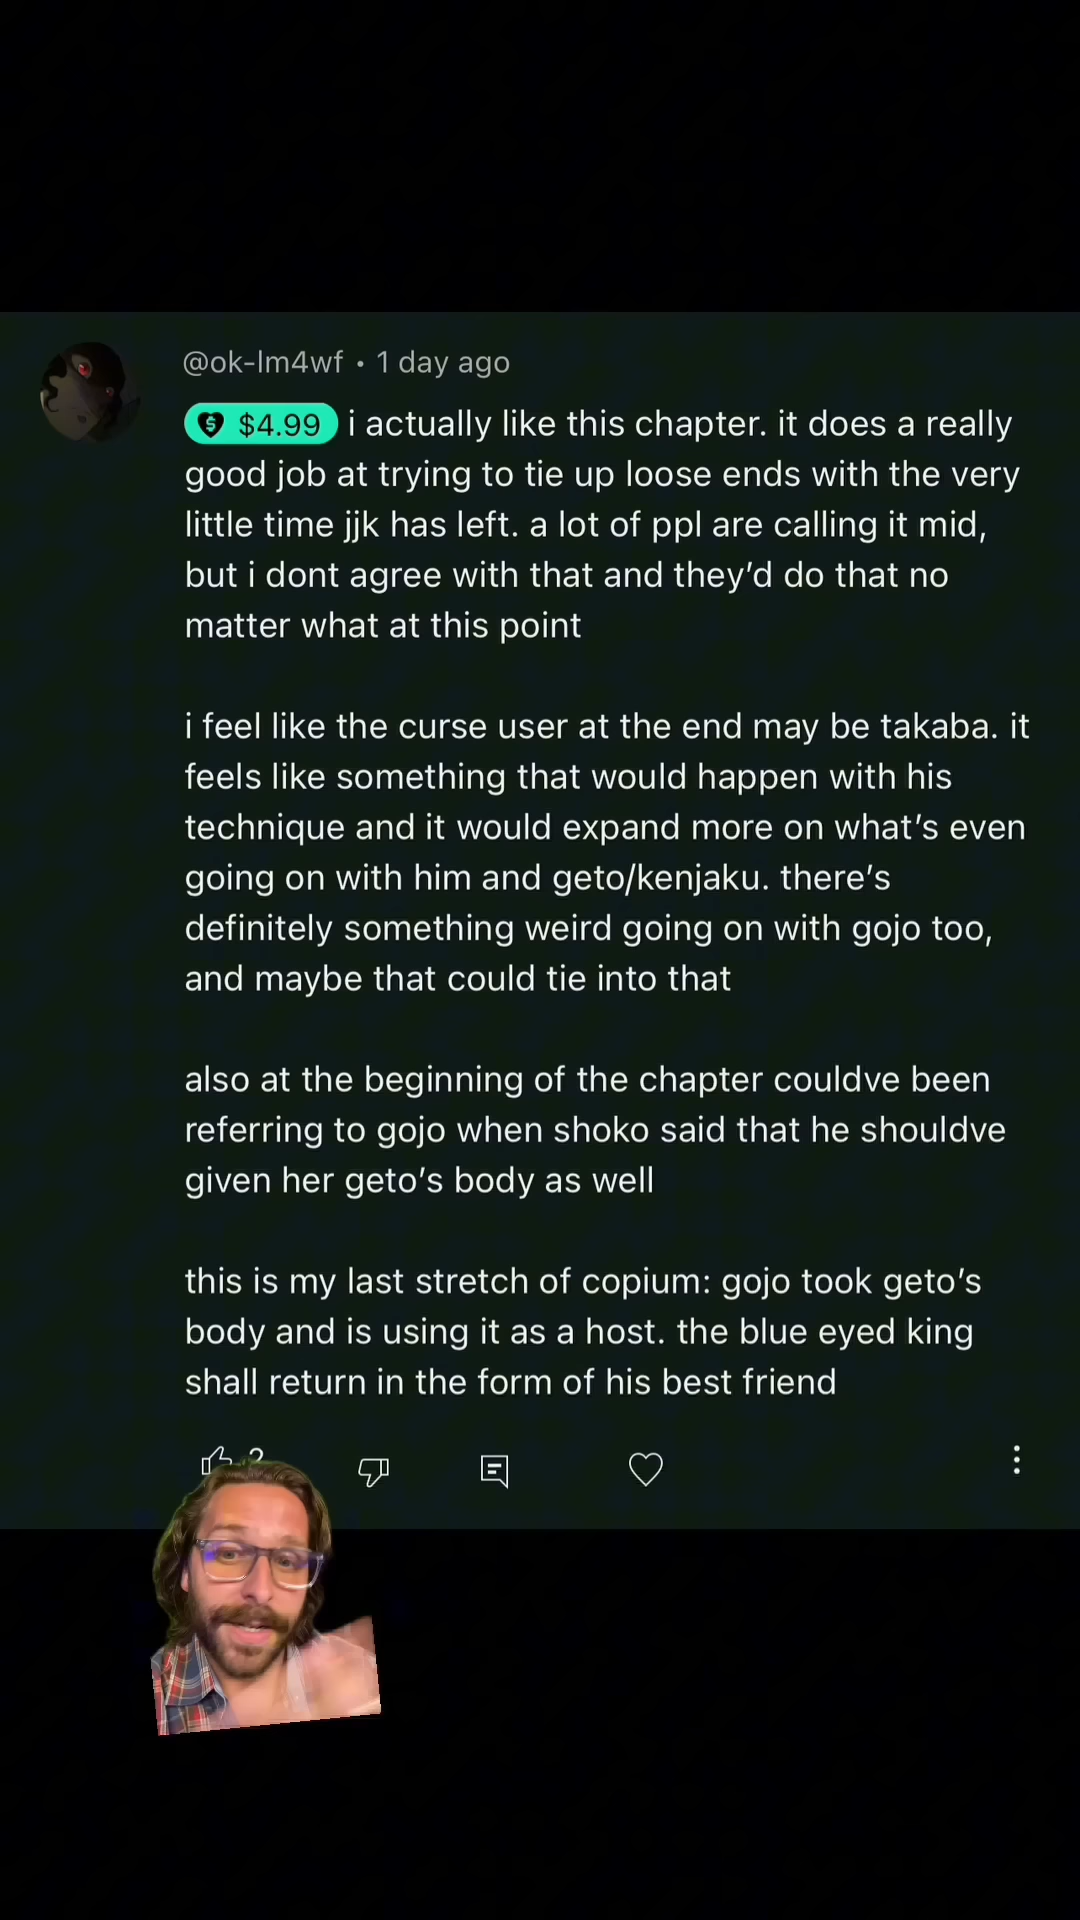 @ok-lm4wf • 1 day ago
$4.99 i actually like this chapter. it does a really
good job at trying to tie up loose ends with the very
little time jjk has left. a lot of ppl are calling it mid,
but i dont agree with that and they’d do that no
matter what at this point
i feel like the curse user at the end may be takaba. it
feels like something that would happen with his
technique and it would expand more on what’s even
going on with him and geto/kenjaku. there’s
definitely something weird going on with gojo too,
and maybe that could tie into that
also at the beginning of the chapter couldve been
referring to gojo when shoko said that he shouldve
given her geto’s body as well
this is my last stretch of copium: gojo took geto’s
body and is using it as a host. the blue eyed king
shall return in the form of his best friend